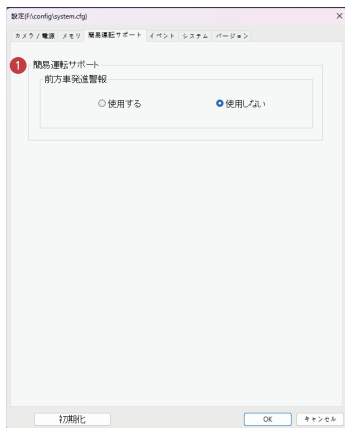 設定(F:\config\system.cfg)
カメラ / 電源 メモリ 簡易運転サポート イベント システム バージョン
1 簡易運転サポート
前方車発進警報
使用する 使用しない
初期化 OK キャンセル